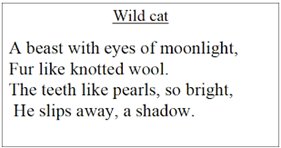 Wild cat
A beast with eyes of moonlight,
Fur like knotted wool.
The teeth like pearls, so bright,
He slips away, a shadow.